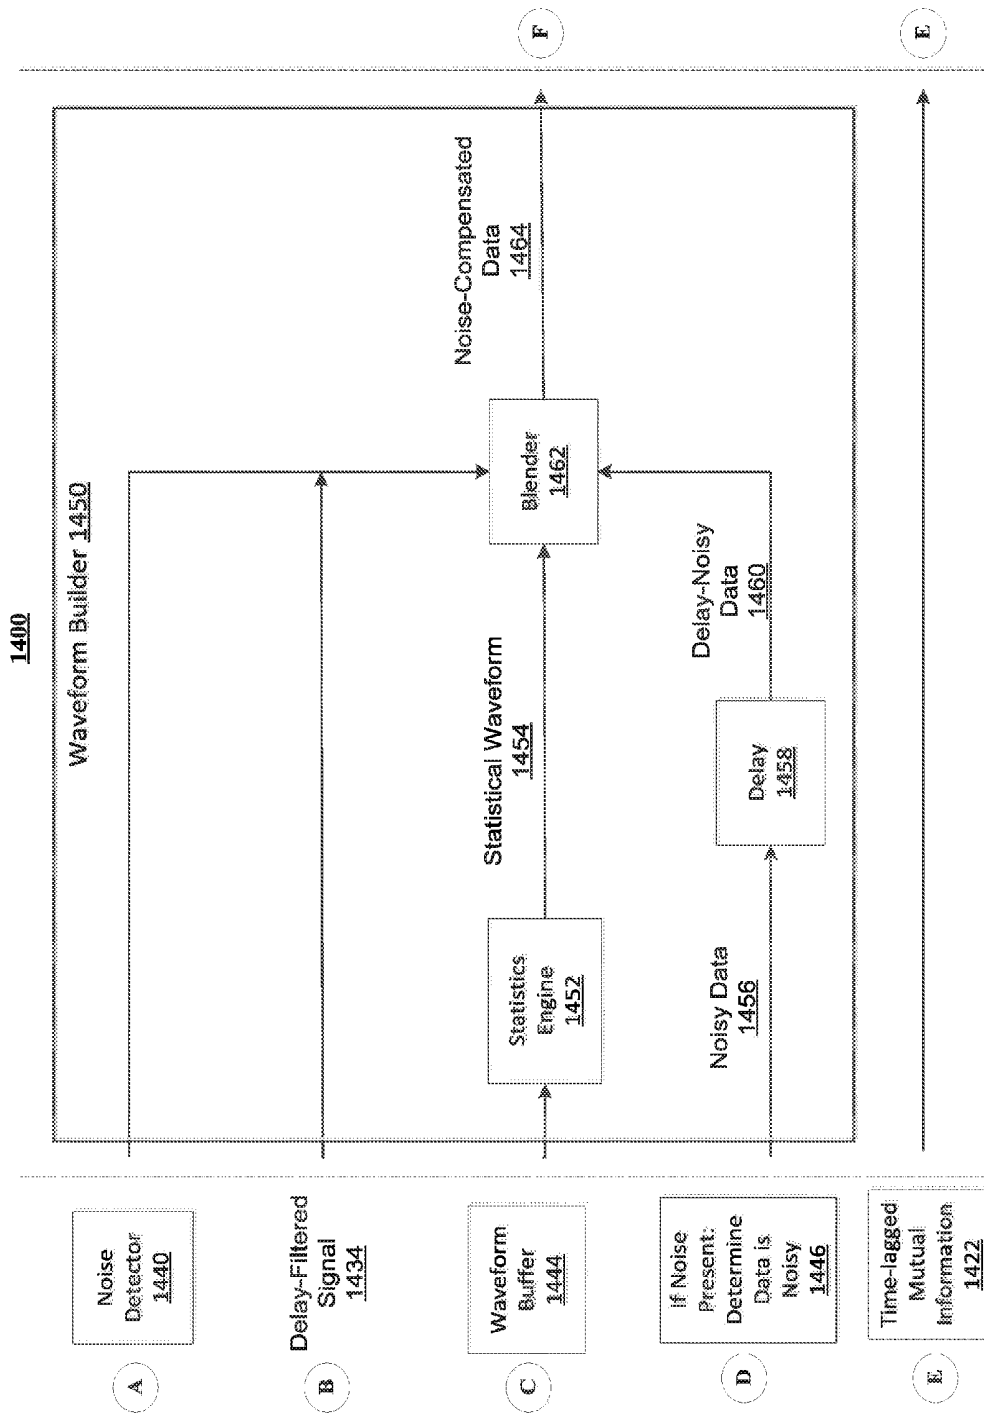 1400
Waveform Builder 1450
A
Noise
Detector
1440
B
Delay-Filtered
Signal
1434
C
Waveform
Buffer
1444
Statistics
Engine
1452
Statistical Waveform
1454
Blender
1462
Noise-Compensated
Data
1464
F
D
If Noise
Present:
Determine
Data is
Noisy
1446
Noisy Data
1456
Delay
1458
Delay-Noisy
Data
1460
E
Time-lagged
Mutual
Information
1422
E